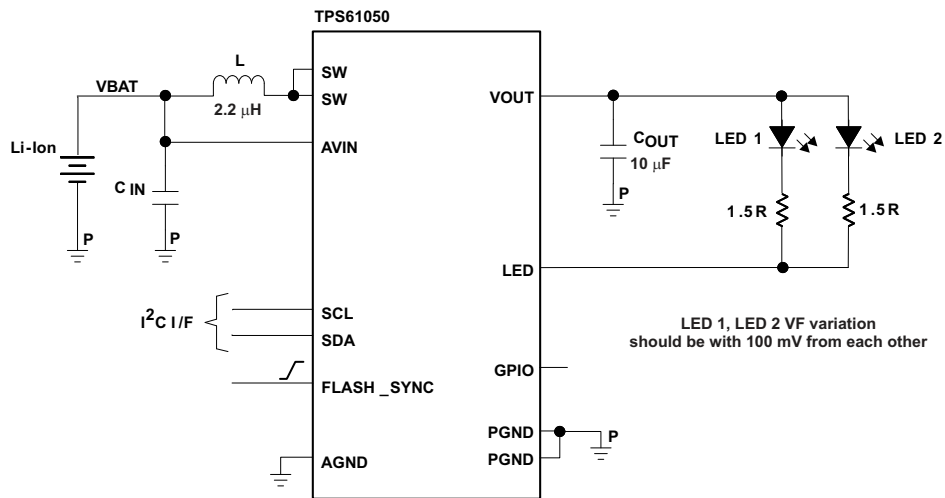 TPS61050
L
SW
VBAT
SW
VOUT
2.2 μH
LED 1
LED 2
Li-Ion
AVIN
COUT
10 μF
C IN
P
1.5R
1.5R
P
P
LED
I²C I/F
SCL
SDA
LED 1, LED 2 VF variation
should be with 100 mV from each other
GPIO
FLASH _SYNC
PGND
P
AGND
PGND